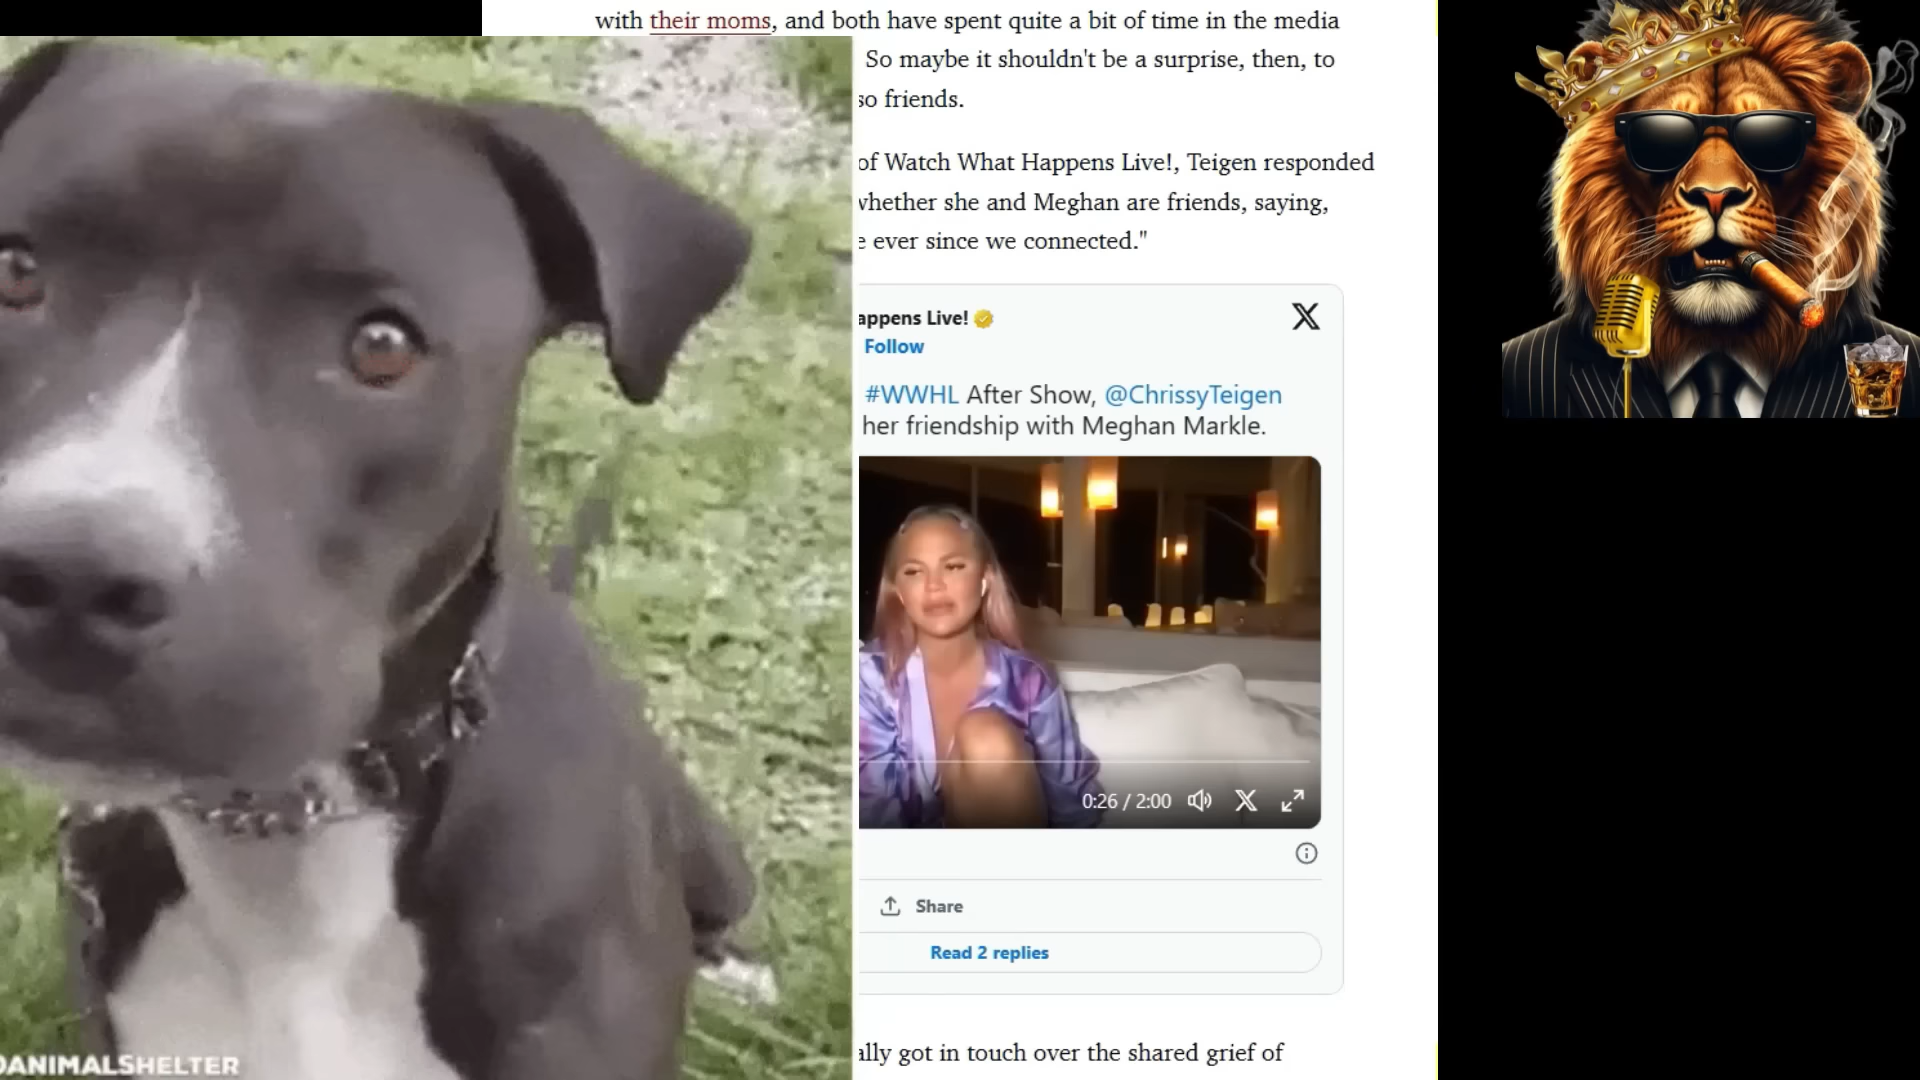 with their moms, and both have spent quite a bit of time in the media
So maybe it shouldn't be a surprise, then, to
so friends.
of Watch What Happens Live!, Teigen responded
whether she and Meghan are friends, saying,
ever since we connected."
appens Live!
Follow
#WWHL After Show, @ChrissyTeigen
her friendship with Meghan Markle.
0:26 / 2:00
Share
Read 2 replies
ally got in touch over the shared grief of
ANIMALSHELTER